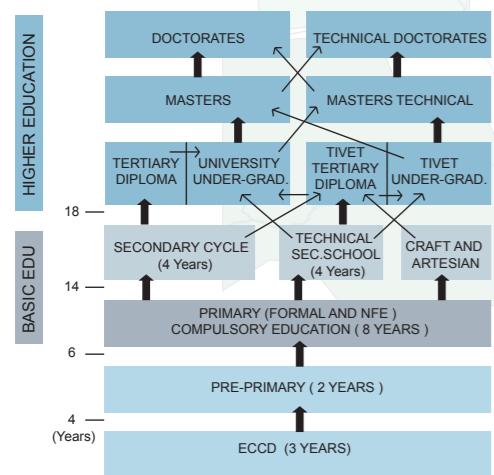 HIGHER EDUCATION
DOCTORATES
TECHNICAL DOCTORATES
MASTERS
MASTERS TECHNICAL
TERTIARY
DIPLOMA
UNIVERSITY
UNDER-GRAD.
TIVET
TERTIARY
DIPLOMA
TIVET
UNDER-GRAD.
18
BASIC EDU
SECONDARY CYCLE
(4 Years)
TECHNICAL
SEC.SCHOOL
(4 Years)
CRAFT AND
ARTESIAN
14
PRIMARY (FORMAL AND NFE)
COMPULSORY EDUCATION ( 8 YEARS )
6
PRE-PRIMARY ( 2 YEARS )
4
(Years)
ECCD (3 YEARS)